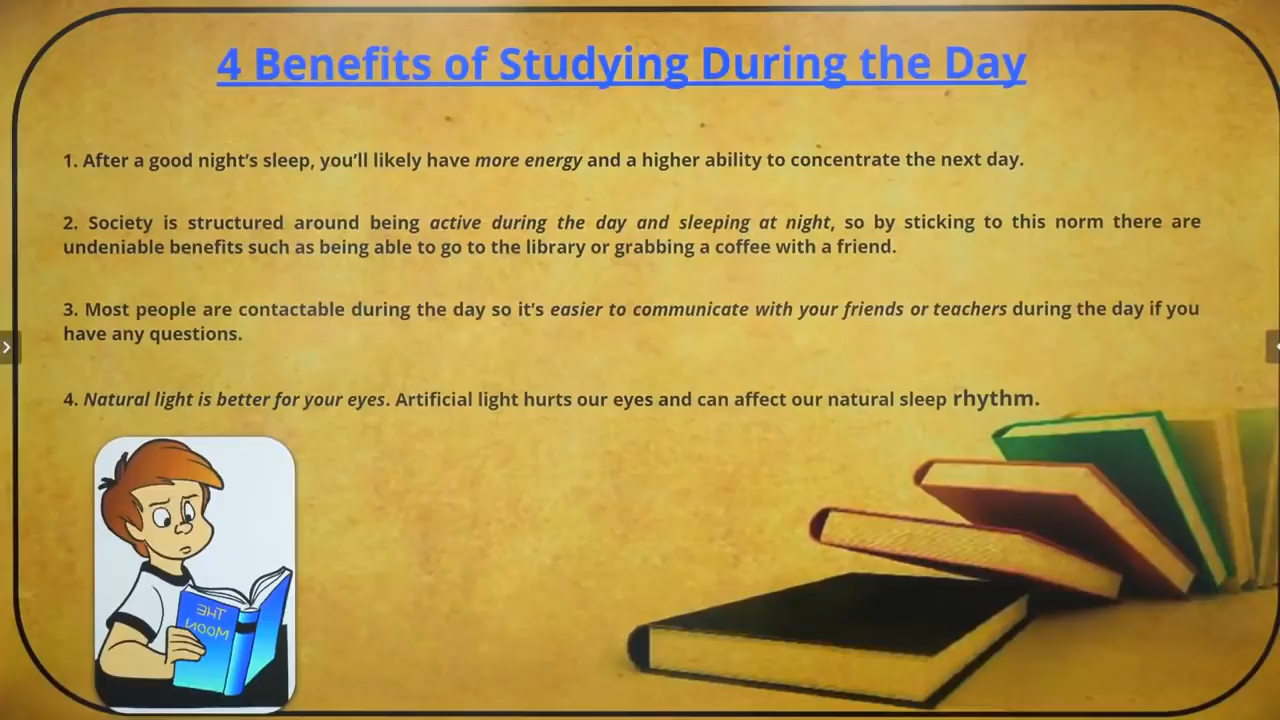 4 Benefits of Studying During the Day
1. After a good night’s sleep, you’ll likely have more energy and a higher ability to concentrate the next day.
2. Society is structured around being active during the day and sleeping at night, so by sticking to this norm there are
undeniable benefits such as being able to go to the library or grabbing a coffee with a friend.
3. Most people are contactable during the day so it’s easier to communicate with your friends or teachers during the day if you
have any questions.
4. Natural light is better for your eyes. Artificial light hurts our eyes and can affect our natural sleep rhythm.
THE
MOON